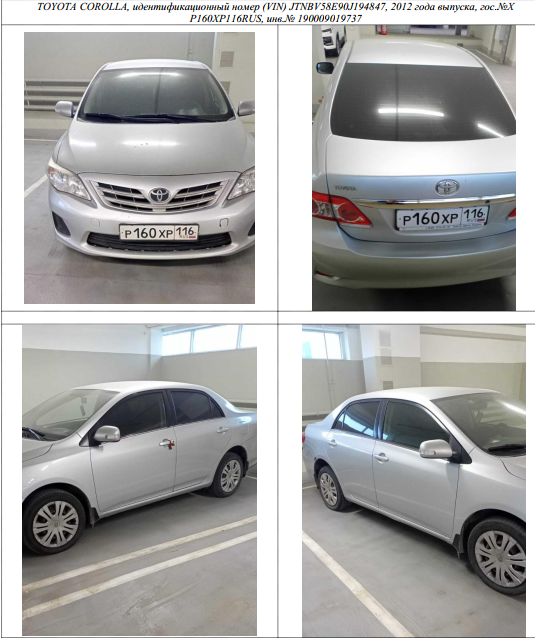 TOYOTA COROLLA, идентификационный номер (VIN) JTNBV58E90J194847, 2012 года выпуска, гос.№Х
Р160ХР116RUS, инв.№ 190009019737
Р160ХР 116
TOYOTA
Р160ХР 116